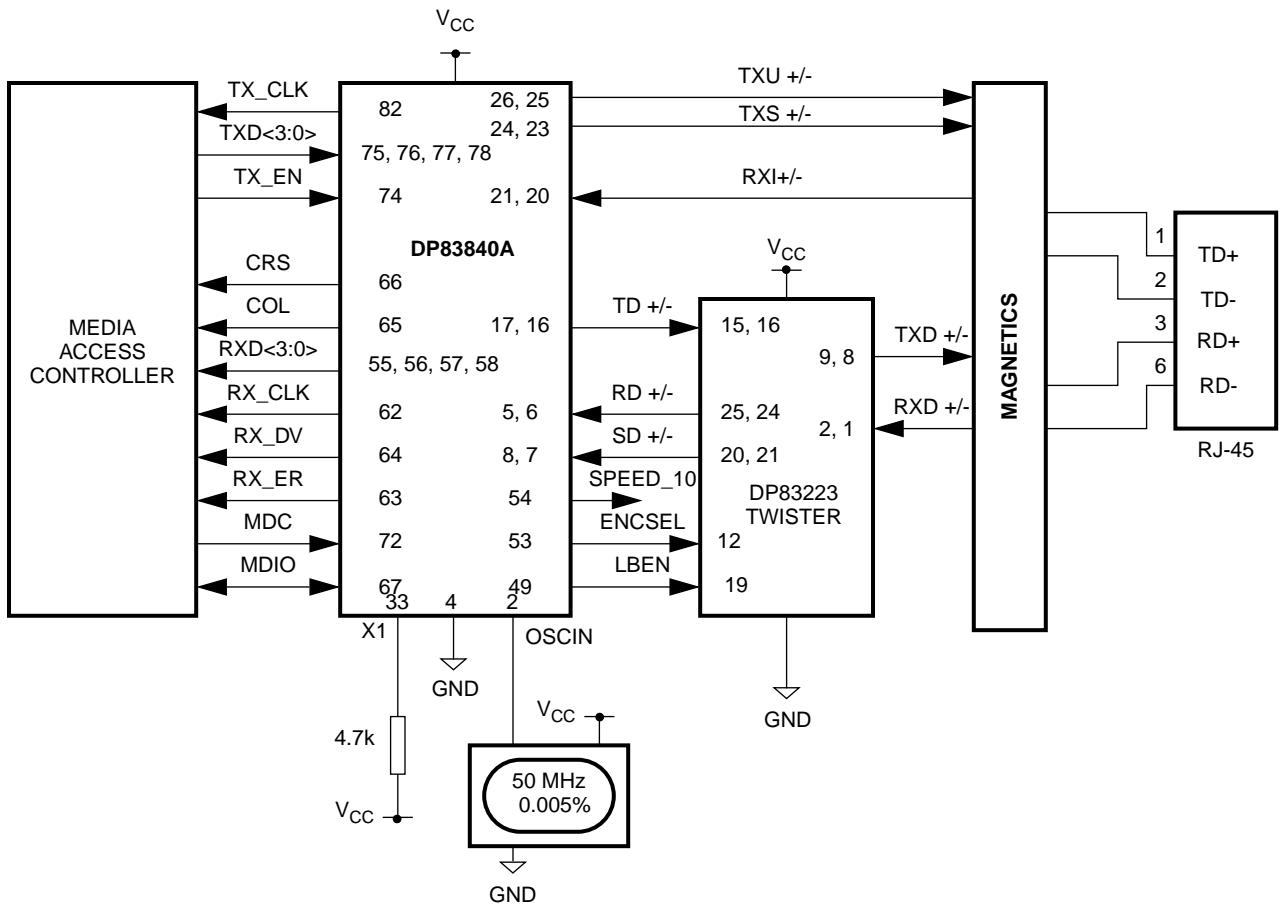 VCC
TX_CLK
TXD<3:0>
TX_EN
CRS
COL
RXD<3:0>
RX_CLK
RX_DV
RX_ER
MDC
MDIO
MEDIA
ACCESS
CONTROLLER
82
75, 76, 77, 78
74
66
65
55, 56, 57, 58
62
64
63
72
67
33
4
2
DP83840A
26, 25
24, 23
21, 20
17, 16
5, 6
8, 7
54
53
49
TXU +/-
TXS +/-
RXI+/-
TD +/-
RD +/-
SD +/-
SPEED_10
ENCSEL
LBEN
VCC
15, 16
9, 8
25, 24
2, 1
20, 21
DP83223
TWISTER
12
19
GND
TXD +/-
RXD +/-
MAGNETICS
1
2
3
6
TD+
TD-
RD+
RD-
RJ-45
X1
OSCIN
GND
4.7k
VCC
VCC
50 MHz
0.005%
GND